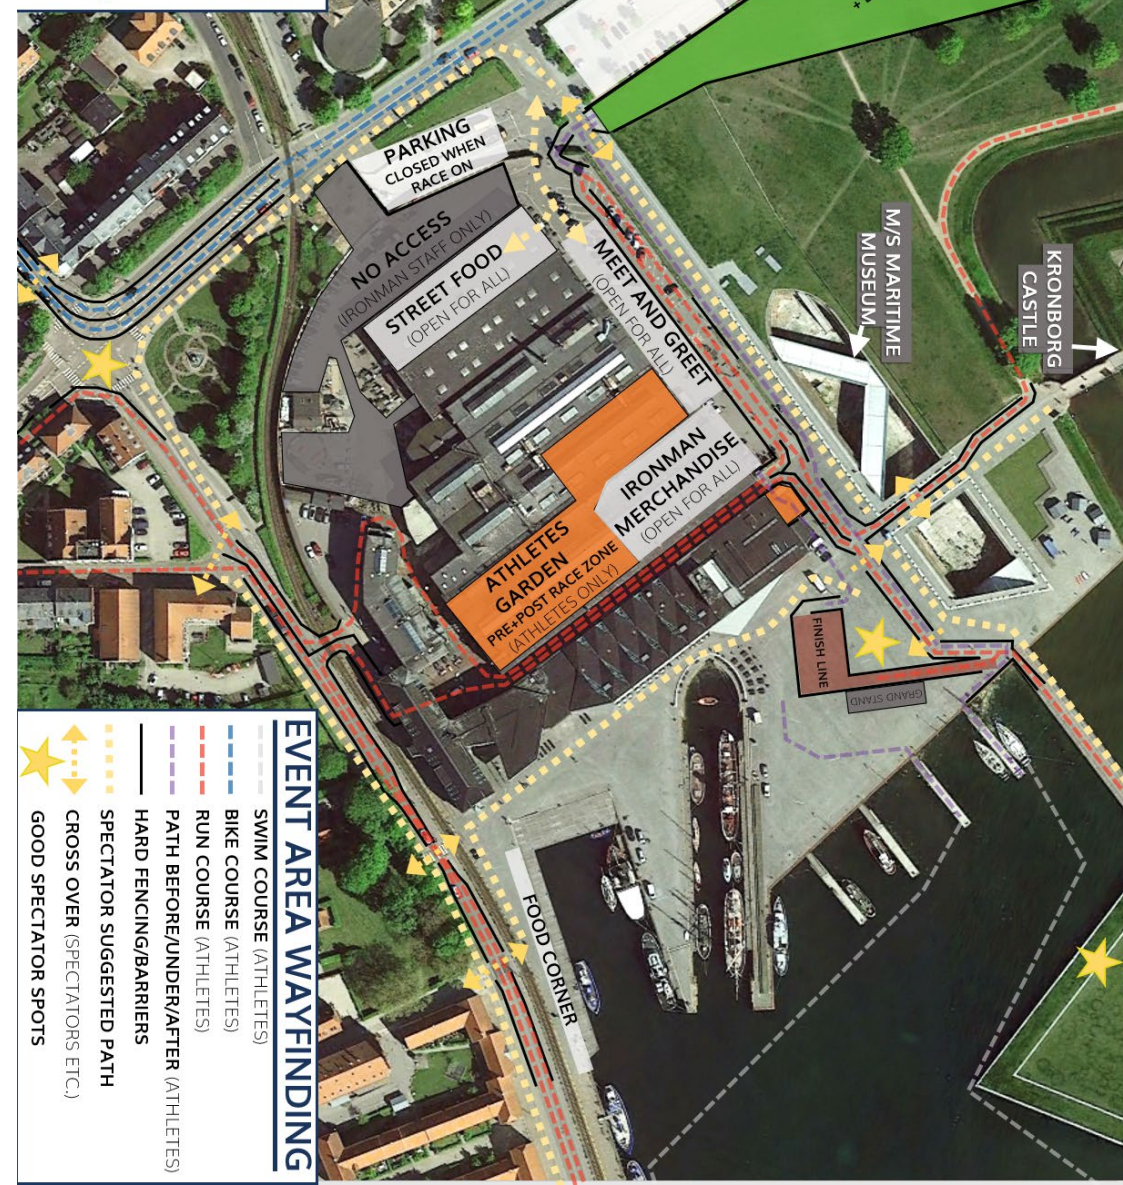 PARKING
CLOSED WHEN
RACE ON
NO ACCESS
(IRONMAN STAFF ONLY)
STREET FOOD
(OPEN FOR ALL)
MEET AND GREET
(OPEN FOR ALL)
M/S MARITIME
MUSEUM
KRONBORG
CASTLE
IRONMAN
MERCHANDISE
(OPEN FOR ALL)
ATHLETES
GARDEN
PRE+POST RACE ZONE
(ATHLETES ONLY)
FINISH LINE
GRAND STAND
FOOD CORNER
EVENT AREA WAYFINDING
SWIM COURSE (ATHLETES)
BIKE COURSE (ATHLETES)
RUN COURSE (ATHLETES)
PATH BEFORE/UNDER/AFTER (ATHLETES)
HARD FENCING/BARRIERS
SPECTATOR SUGGESTED PATH
CROSS OVER (SPECTATORS ETC.)
GOOD SPECTATOR SPOTS